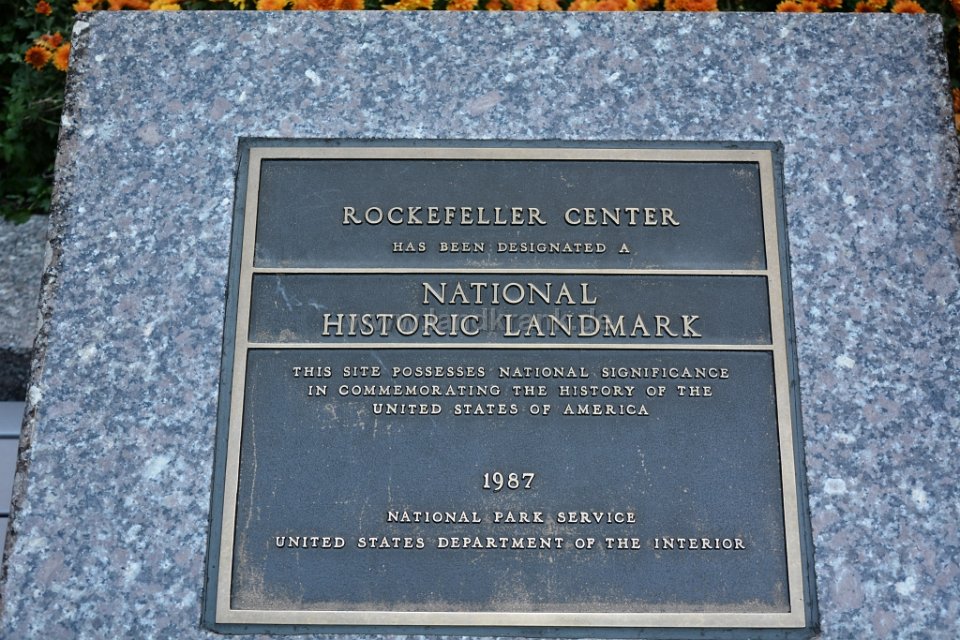 ROCKEFELLER CENTER
HAS BEEN DESIGNATED A
NATIONAL
HISTORIC LANDMARK
THIS SITE POSSESSES NATIONAL SIGNIFICANCE
IN COMMEMORATING THE HISTORY OF THE
UNITED STATES OF AMERICA
1987
NATIONAL PARK SERVICE
UNITED STATES DEPARTMENT OF THE INTERIOR